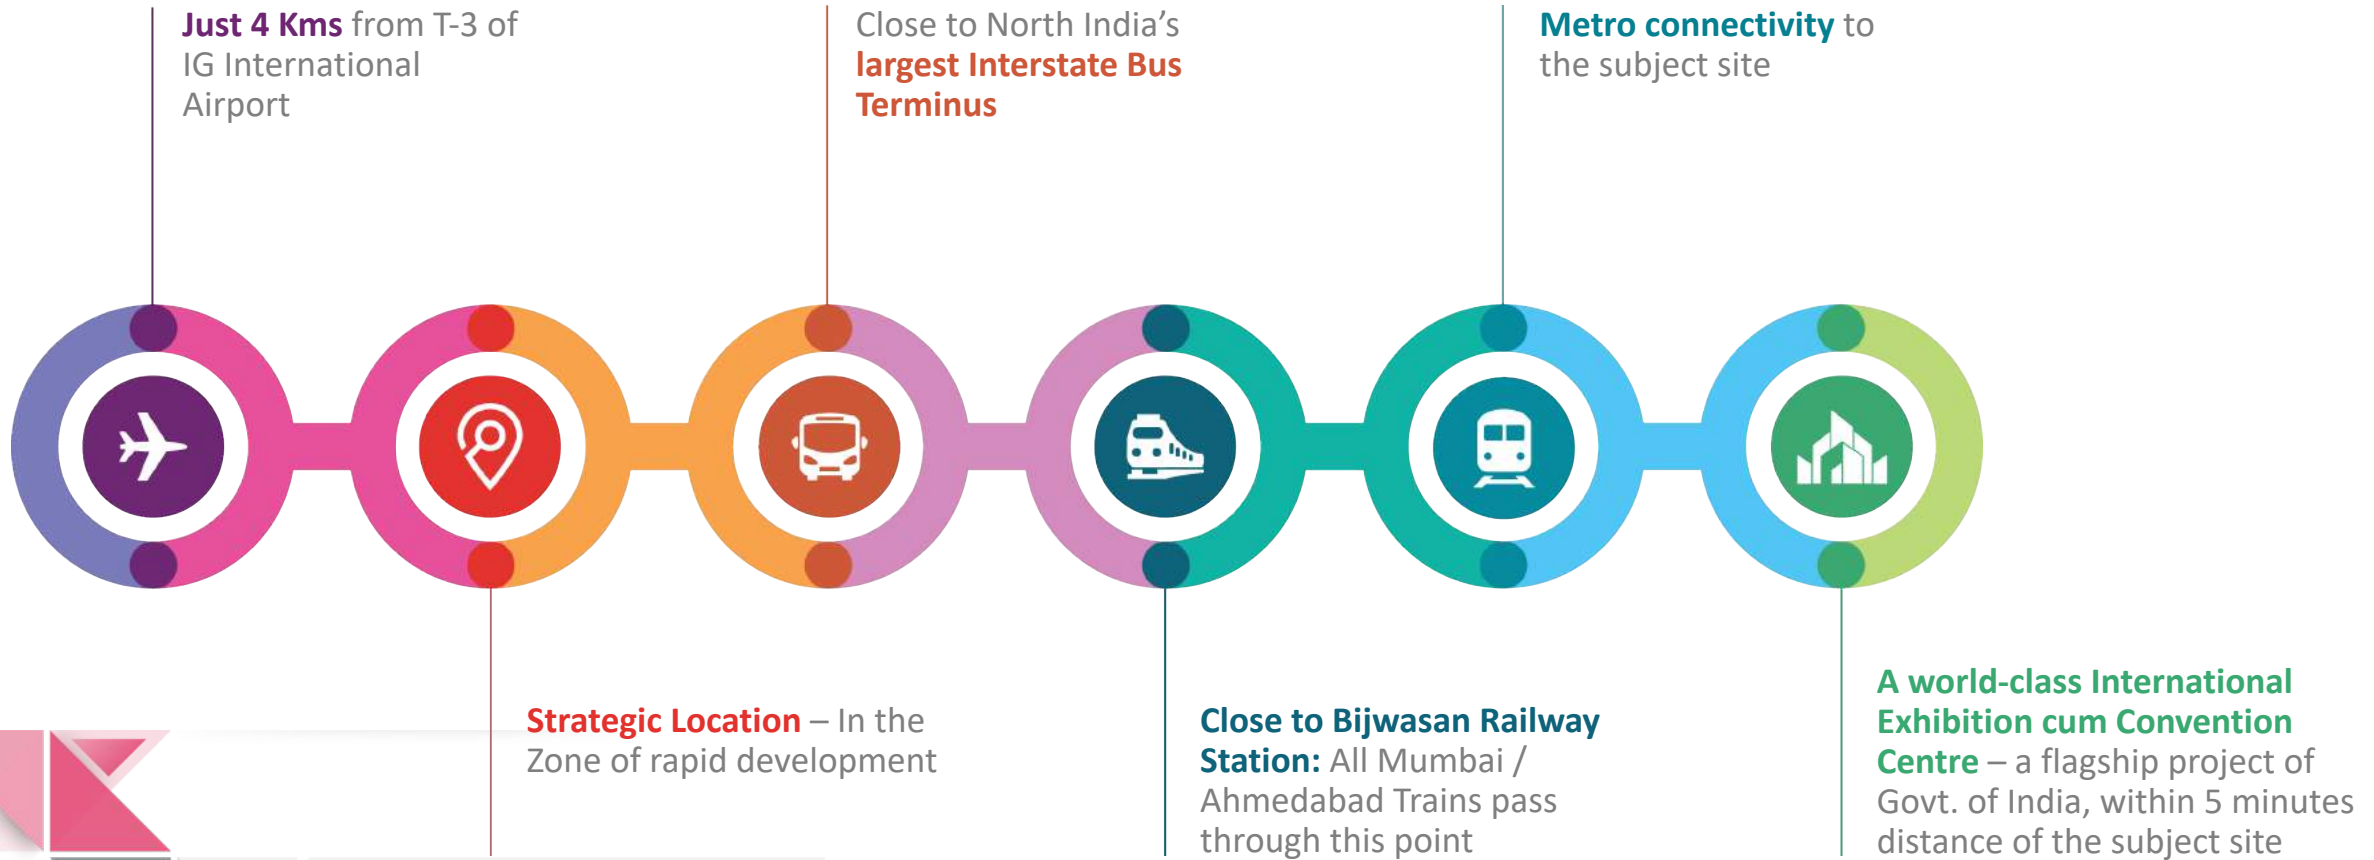 Just 4 Kms from T-3 of
IG International
Airport
Close to North India’s
largest Interstate Bus
Terminus
Metro connectivity to
the subject site
Strategic Location – In the
Zone of rapid development
Close to Bijwasan Railway
Station: All Mumbai /
Ahmedabad Trains pass
through this point
A world-class International
Exhibition cum Convention
Centre – a flagship project of
Govt. of India, within 5 minutes
distance of the subject site